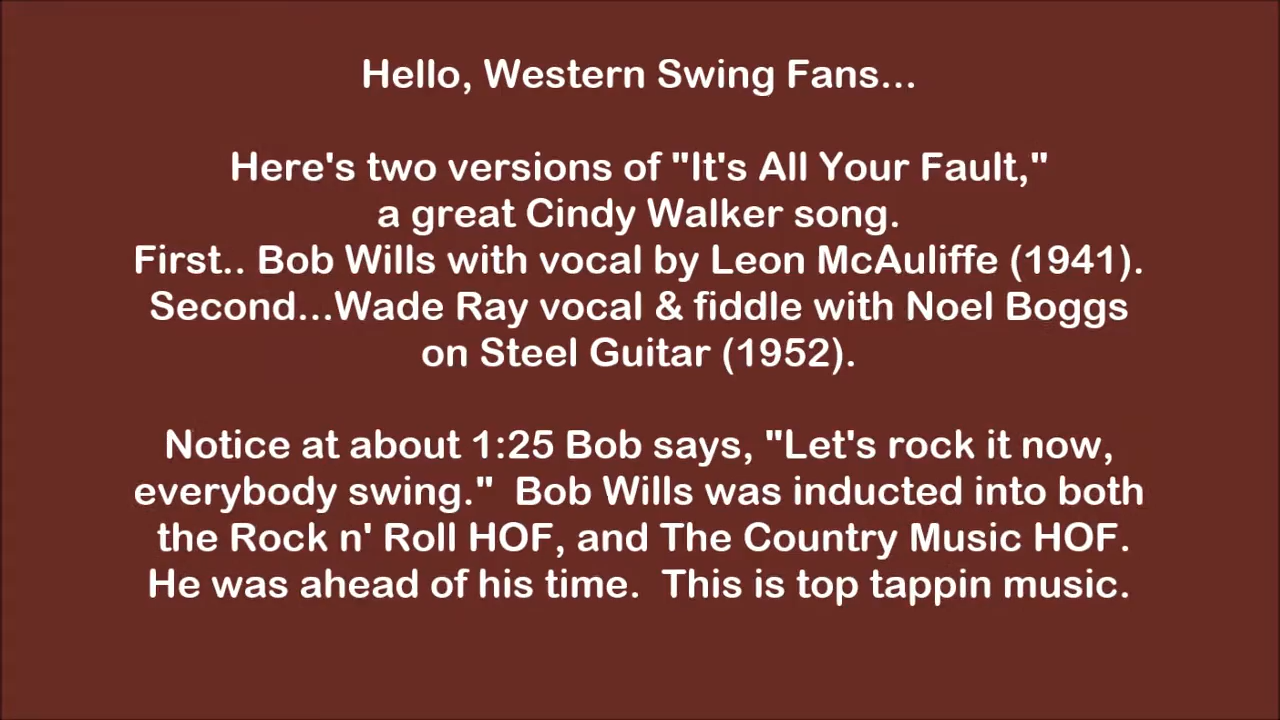 Hello, Western Swing Fans...
Here's two versions of "It's All Your Fault,"
a great Cindy Walker song.
First.. Bob Wills with vocal by Leon McAuliffe (1941).
Second...Wade Ray vocal & fiddle with Noel Boggs
on Steel Guitar (1952).
Notice at about 1:25 Bob says, "Let's rock it now,
everybody swing."  Bob Wills was inducted into both
the Rock n' Roll HOF, and The Country Music HOF.
He was ahead of his time.  This is top tappin music.